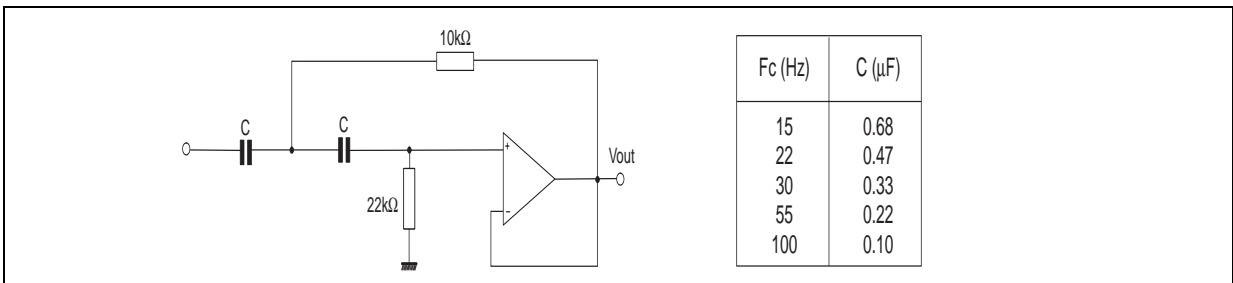 10kΩ
C
C
Vout
+
-
22kΩ
Fc (Hz) C (μF)
15 0.68
22 0.47
30 0.33
55 0.22
100 0.10